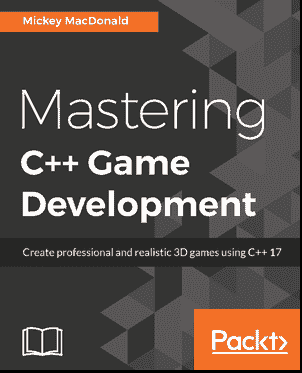 Mickey MacDonald
Mastering
C++ Game
Development
Create professional and realistic 3D games using C++ 17
Packt>